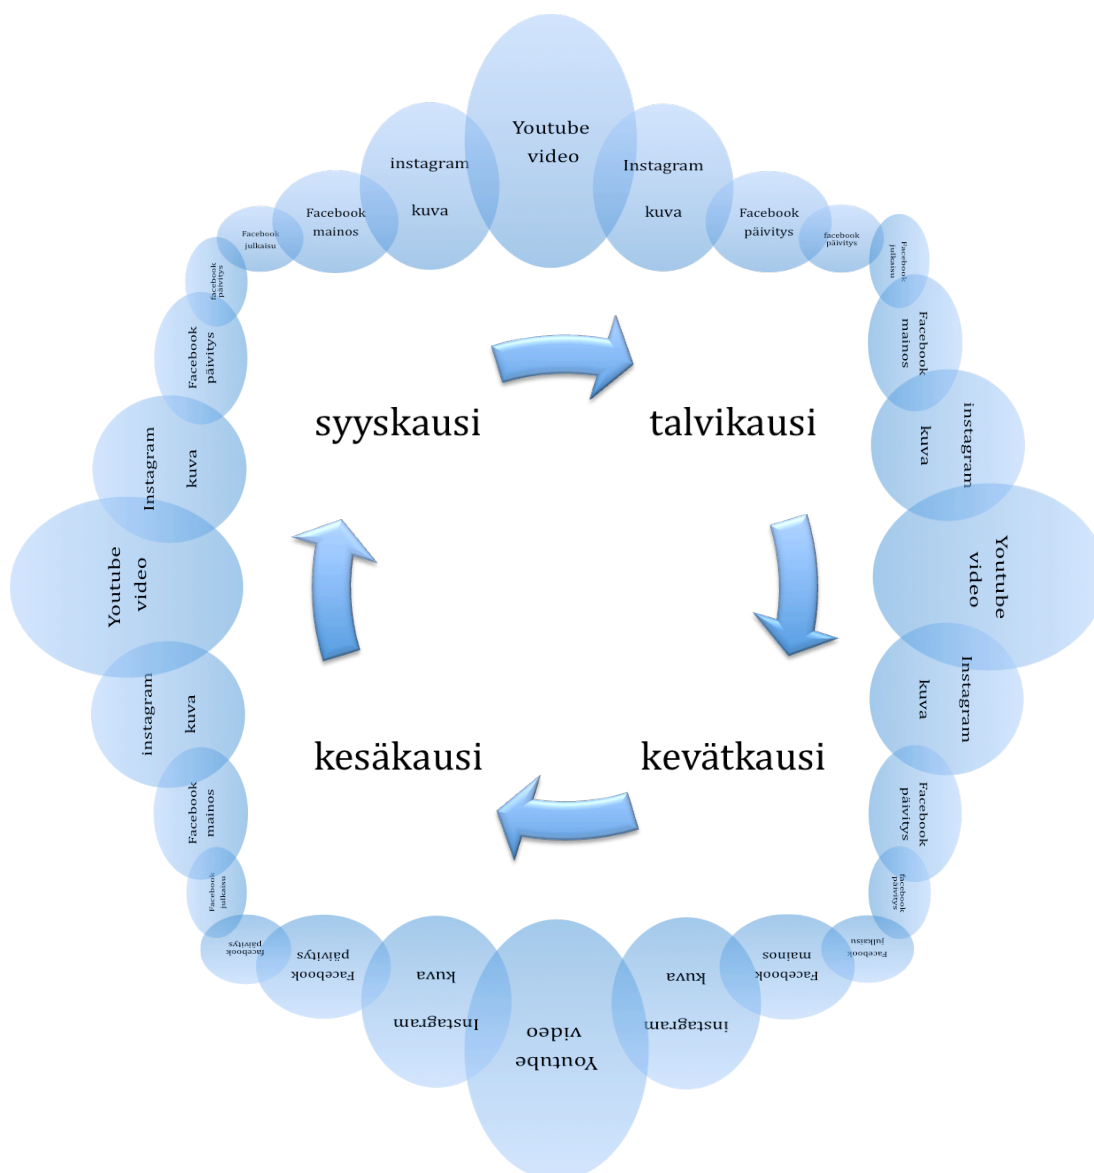 Youtube
video
instagram
kuva
Instagram
kuva
Facebook
mainos
Facebook
päivitys
Facebook
julkaisu
facebook
päivitys
Facebook
julkaisu
facebook
päivitys
Facebook
mainos
Facebook
päivitys
instagram
kuva
Instagram
kuva
syyskausi
talvikausi
Youtube
video
Youtube
video
Instagram
kuva
instagram
kuva
kesäkausi
kevätkausi
Facebook
päivitys
Facebook
mainos
facebook
päivitys
Facebook
julkaisu
facebook
päivitys
Facebook
julkaisu
Facebook
päivitys
Facebook
mainos
Instagram
kuva
instagram
kuva
Youtube
video